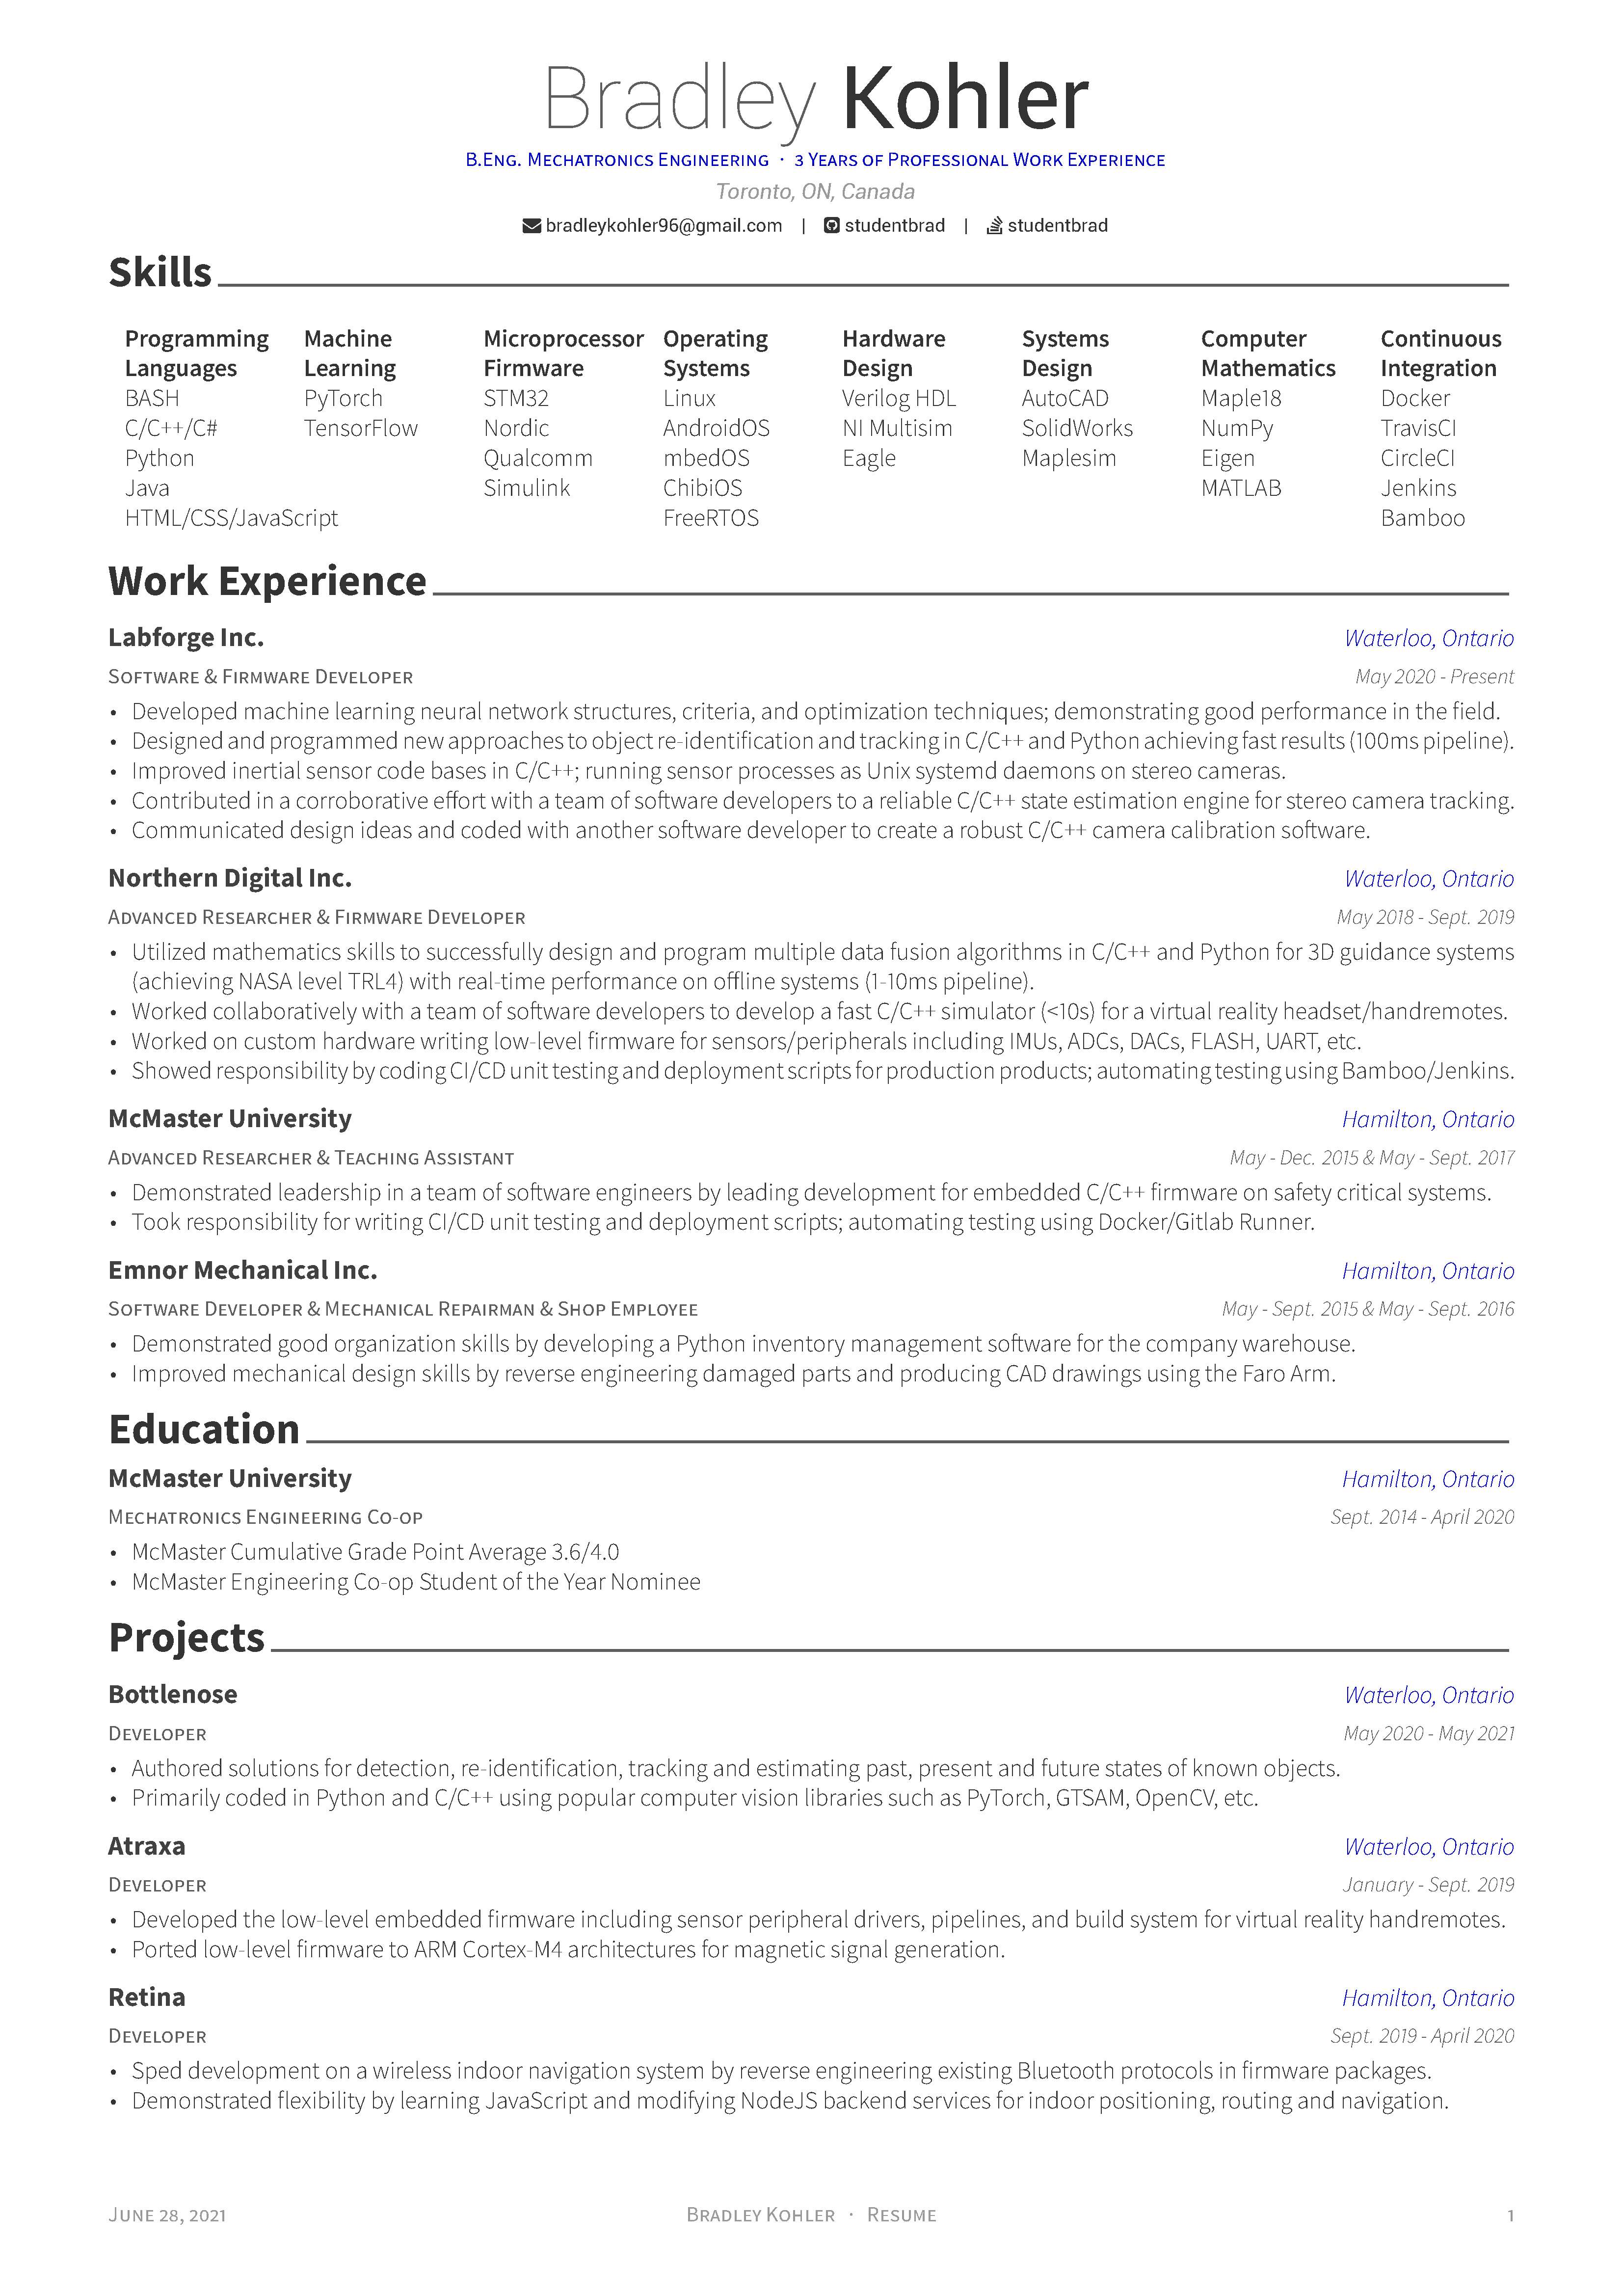 Bradley Kohler
B.Eng. Mechatronics Engineering · 3 Years of Professional Work Experience
Toronto, ON, Canada
bradleykohler96@gmail.com | studentbrad | studentbrad
Skills
Programming Machine Microprocessor Operating Hardware Systems Computer Continuous
Languages Learning Firmware Systems Design Design Mathematics Integration
BASH PyTorch STM32 Linux Verilog HDL AutoCAD Maple18 Docker
C/C++/C# TensorFlow Nordic AndroidOS NI Multisim SolidWorks NumPy TravisCI
Python Qualcomm mbedOS Eagle Maplesim Eigen CircleCI
Java Simulink ChibiOS MATLAB Jenkins
HTML/CSS/JavaScript FreeRTOS Bamboo
Work Experience
Labforge Inc. Waterloo, Ontario
Software & Firmware Developer May 2020 - Present
• Developed machine learning neural network structures, criteria, and optimization techniques; demonstrating good performance in the field.
• Designed and programmed new approaches to object re-identification and tracking in C/C++ and Python achieving fast results (100ms pipeline).
• Improved inertial sensor code bases in C/C++; running sensor processes as Unix systemd daemons on stereo cameras.
• Contributed in a corroborative effort with a team of software developers to a reliable C/C++ state estimation engine for stereo camera tracking.
• Communicated design ideas and coded with another software developer to create a robust C/C++ camera calibration software.
Northern Digital Inc. Waterloo, Ontario
Advanced Researcher & Firmware Developer May 2018 - Sept. 2019
• Utilized mathematics skills to successfully design and program multiple data fusion algorithms in C/C++ and Python for 3D guidance systems
(achieving NASA level TRL4) with real-time performance on offline systems (1-10ms pipeline).
• Worked collaboratively with a team of software developers to develop a fast C/C++ simulator (<10s) for a virtual reality headset/handremotes.
• Worked on custom hardware writing low-level firmware for sensors/peripherals including IMUs, ADCs, DACs, FLASH, UART, etc.
• Showed responsibility by coding CI/CD unit testing and deployment scripts for production products; automating testing using Bamboo/Jenkins.
McMaster University Hamilton, Ontario
Advanced Researcher & Teaching Assistant May - Dec. 2015 & May - Sept. 2017
• Demonstrated leadership in a team of software engineers by leading development for embedded C/C++ firmware on safety critical systems.
• Took responsibility for writing CI/CD unit testing and deployment scripts; automating testing using Docker/Gitlab Runner.
Emnor Mechanical Inc. Hamilton, Ontario
Software Developer & Mechanical Repairman & Shop Employee May - Sept. 2015 & May - Sept. 2016
• Demonstrated good organization skills by developing a Python inventory management software for the company warehouse.
• Improved mechanical design skills by reverse engineering damaged parts and producing CAD drawings using the Faro Arm.
Education
McMaster University Hamilton, Ontario
Mechatronics Engineering Co-op Sept. 2014 - April 2020
• McMaster Cumulative Grade Point Average 3.6/4.0
• McMaster Engineering Co-op Student of the Year Nominee
Projects
Bottlenose Waterloo, Ontario
Developer May 2020 - May 2021
• Authored solutions for detection, re-identification, tracking and estimating past, present and future states of known objects.
• Primarily coded in Python and C/C++ using popular computer vision libraries such as PyTorch, GTSAM, OpenCV, etc.
Atraxa Waterloo, Ontario
Developer January - Sept. 2019
• Developed the low-level embedded firmware including sensor peripheral drivers, pipelines, and build system for virtual reality handremotes.
• Ported low-level firmware to ARM Cortex-M4 architectures for magnetic signal generation.
Retina Hamilton, Ontario
Developer Sept. 2019 - April 2020
• Sped development on a wireless indoor navigation system by reverse engineering existing Bluetooth protocols in firmware packages.
• Demonstrated flexibility by learning JavaScript and modifying NodeJS backend services for indoor positioning, routing and navigation.
June 28, 2021 Bradley Kohler · Resume 1